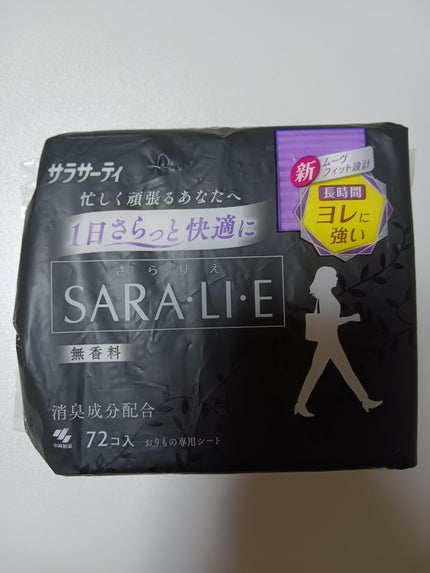 サラサーティ
忙しく頑張るあなたへ
1日さらっと快適に
さらりえ
SARA・LI・E
無香料
消臭成分配合
小林製薬
72コ入 おりもの専用シート
新 ムーヴ
フィット設計
長時間
ヨレに
強い